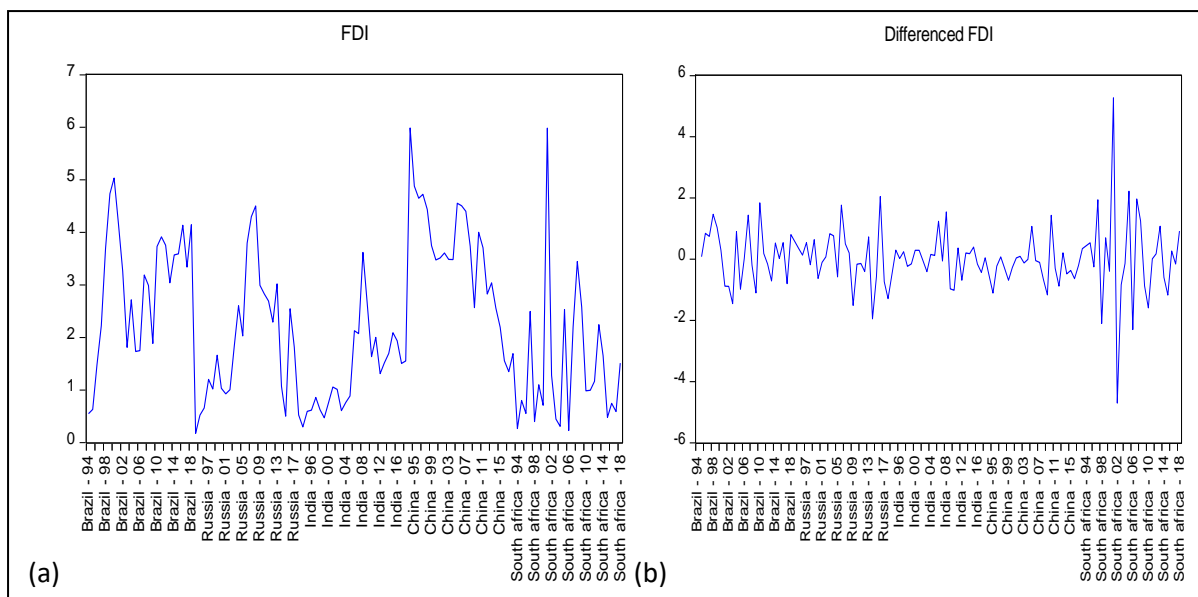 FDI
7
6
5
4
3
2
1
0
Brazil - 94
Brazil - 98
Brazil - 02
Brazil - 06
Brazil - 10
Brazil - 14
Brazil - 18
Russia - 97
Russia - 01
Russia - 05
Russia - 09
Russia - 13
Russia - 17
India - 96
India - 00
India - 04
India - 08
India - 12
India - 16
China - 95
China - 99
China - 03
China - 07
China - 11
China - 15
South africa - 94
South africa - 98
South africa - 02
South africa - 06
South africa - 10
South africa - 14
South africa - 18
(a)
Differenced FDI
6
4
2
0
-2
-4
-6
Brazil - 94
Brazil - 98
Brazil - 02
Brazil - 06
Brazil - 10
Brazil - 14
Brazil - 18
Russia - 97
Russia - 01
Russia - 05
Russia - 09
Russia - 13
Russia - 17
India - 96
India - 00
India - 04
India - 08
India - 12
India - 16
China - 95
China - 99
China - 03
China - 07
China - 11
China - 15
South africa - 94
South africa - 98
South africa - 02
South africa - 06
South africa - 10
South africa - 14
South africa - 18
(b)